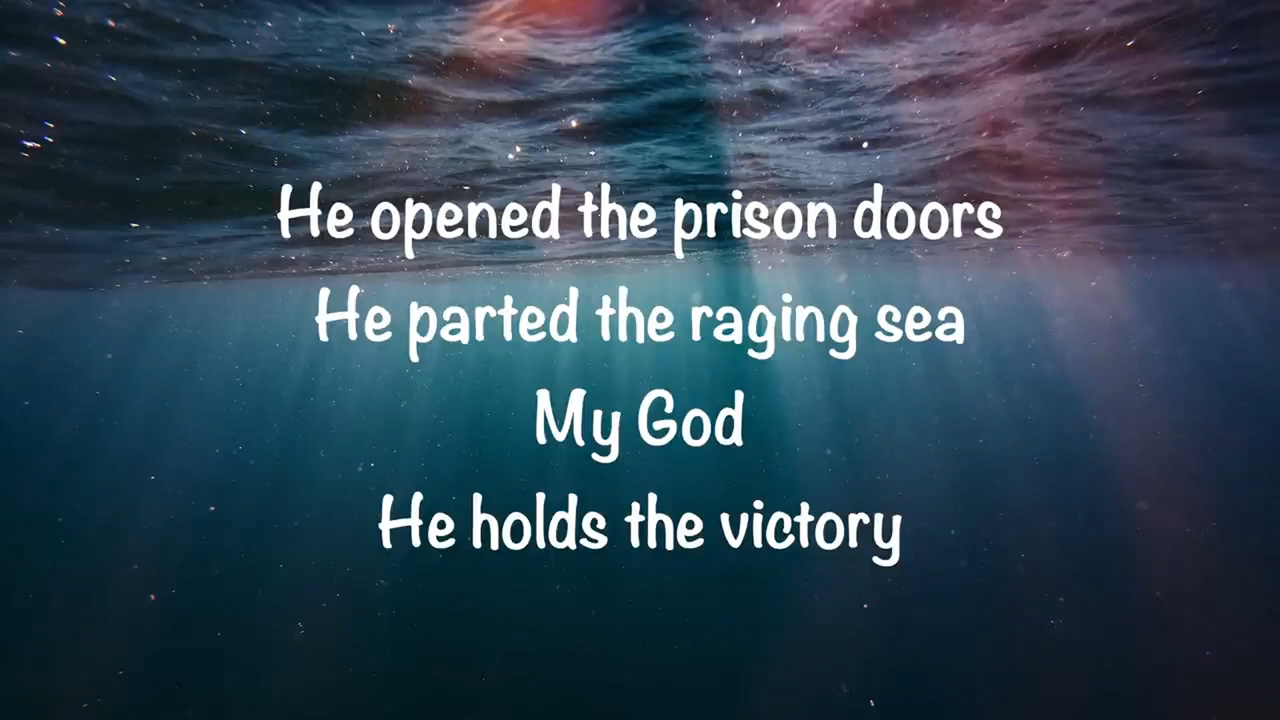 He opened the prison doors
He parted the raging sea
My God
He holds the victory